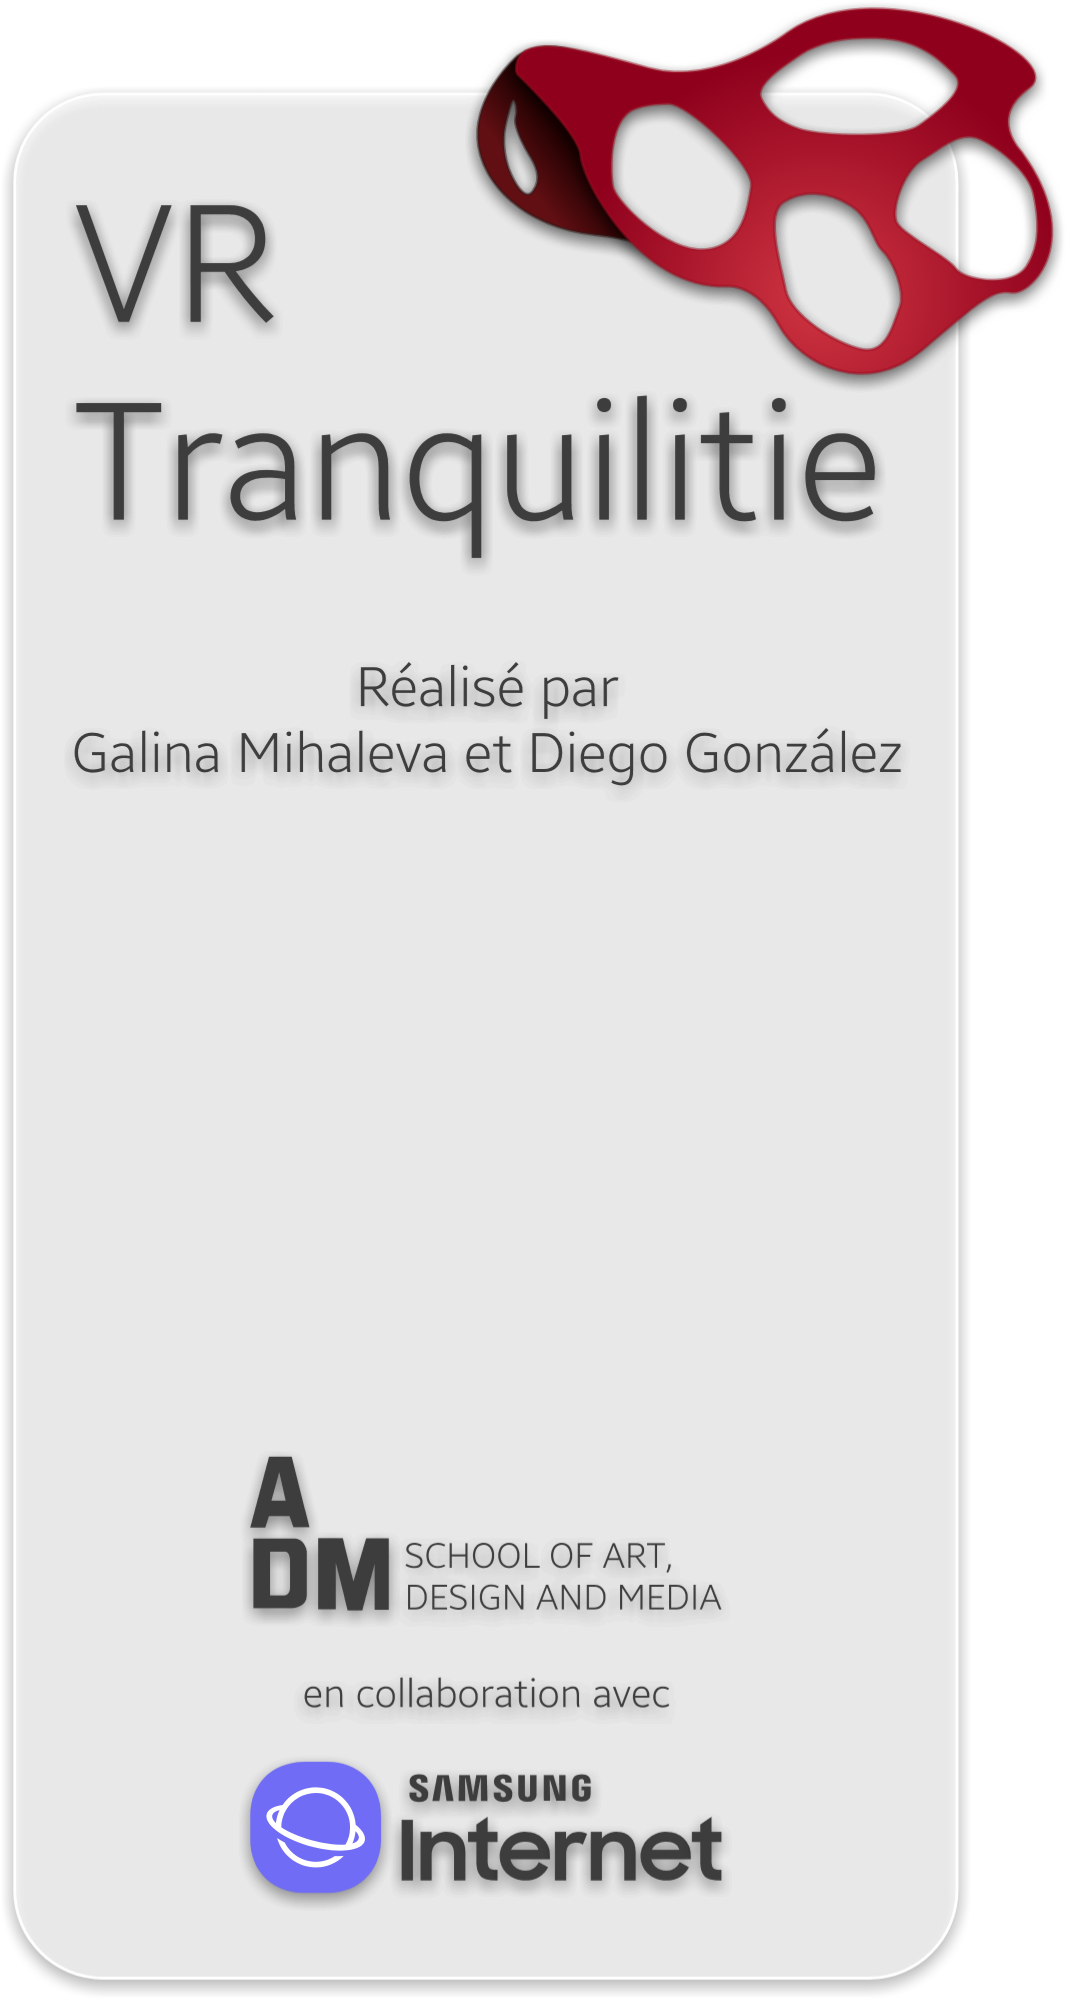 VR
Tranquilitie
Réalisé par
Galina Mihaleva et Diego González
A
DM SCHOOL OF ART,
DESIGN AND MEDIA
en collaboration avec
SAMSUNG
Internet